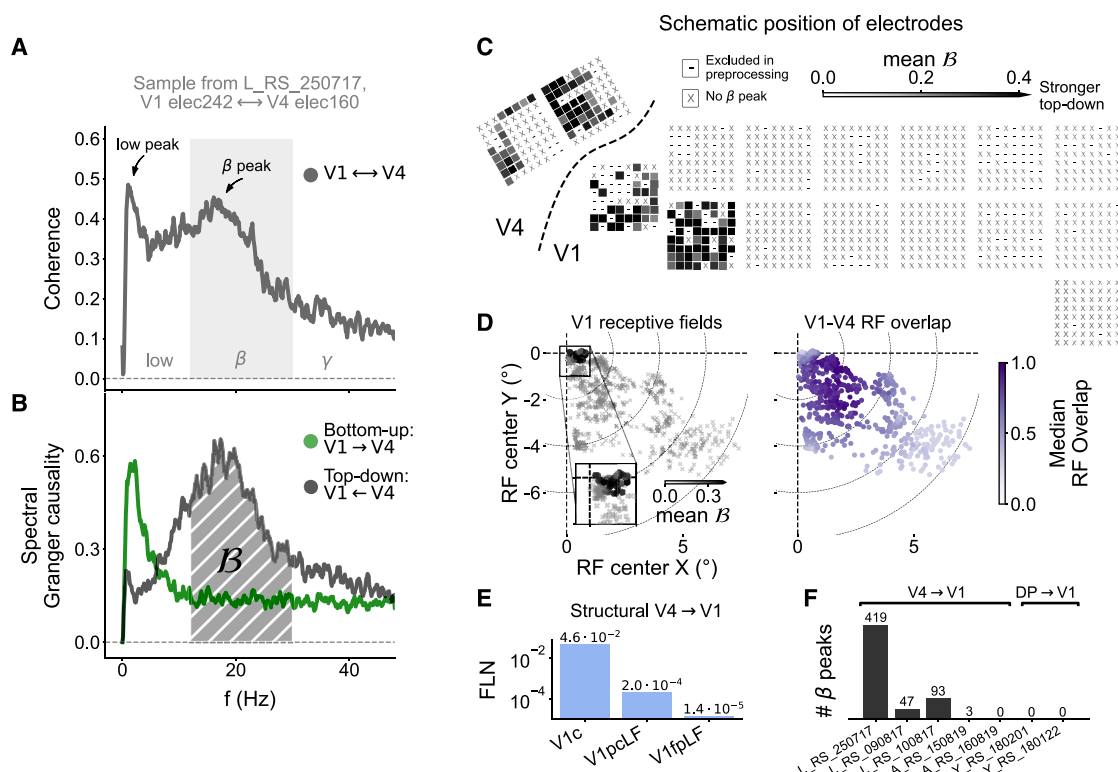 Schematic position of electrodes
A
Sample from L_RS_250717,
V1 elec242 ⟷ V4 elec160
0.6
0.5
0.4
0.3
0.2
0.1
0.0
Coherence
low peak
β peak
V1 ⟷ V4
low
β
γ
B
0.6
0.3
0.0
Spectral
Granger causality
Bottom-up:
V1 → V4
Top-down:
V1 ← V4
ℬ
0
20
40
f (Hz)
C
- Excluded in
preprocessing
X No β peak
mean ℬ
0.0
0.2
0.4
Stronger
top-down
V4
V1
D
V1 receptive fields
0
-2
-4
-6
RF center Y (°)
0
5
RF center X (°)
0.0
0.3
mean ℬ
V1-V4 RF overlap
0
5
1.0
0.5
0.0
Median
RF Overlap
E
Structural V4 → V1
FLN
10⁻²
10⁻⁴
4.6 · 10⁻²
2.0 · 10⁻⁴
1.4 · 10⁻⁵
V1c
V1pcLF
V1fpLF
F
V4 → V1
DP → V1
# β peaks
419
47
93
3
0
0
0
L_RS_250717
L_RS_090817
L_RS_100817
A_RS_150819
A_RS_160819
Y_RS_180201
Y_RS_180122